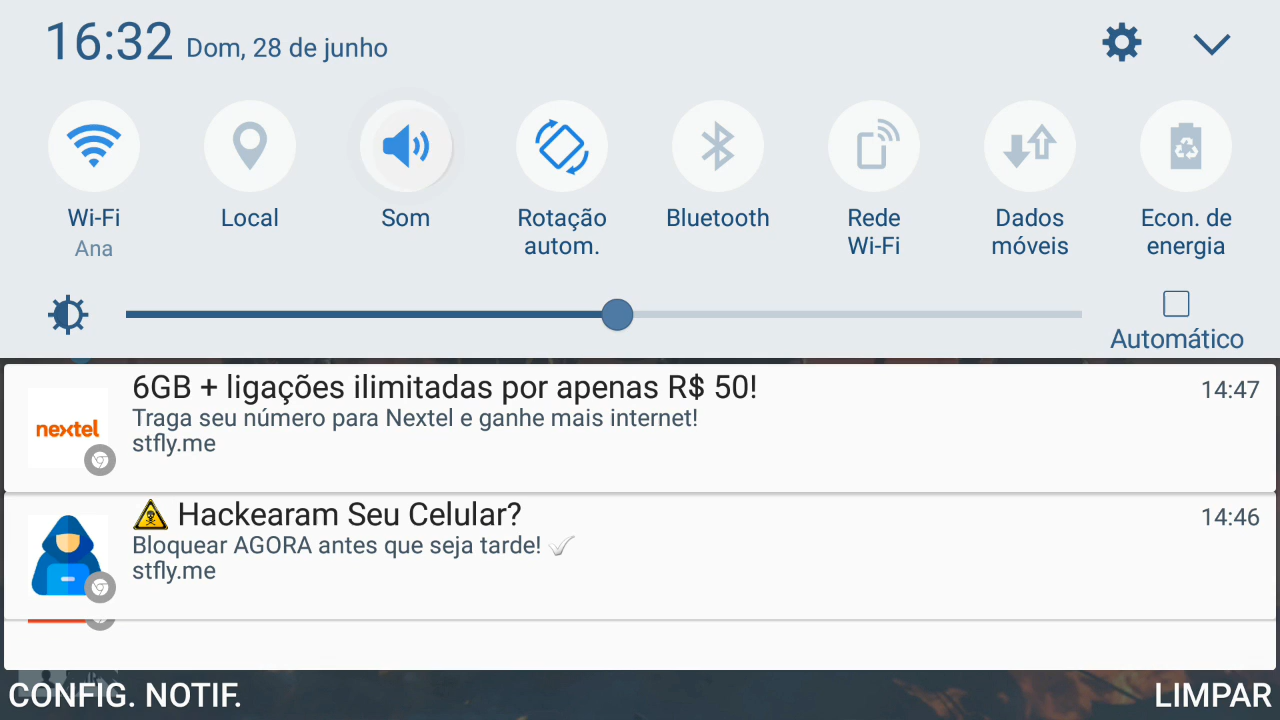 16:32 Dom, 28 de junho
Wi-Fi
Ana
Local
Som
Rotação
autom.
Bluetooth
Rede
Wi-Fi
Dados
móveis
Econ. de
energia
Automático
nextel
6GB + ligações ilimitadas por apenas R$ 50!
14:47
Traga seu número para Nextel e ganhe mais internet!
stfly.me
Hackearam Seu Celular?
14:46
Bloquear AGORA antes que seja tarde!
stfly.me
CONFIG. NOTIF.
LIMPAR